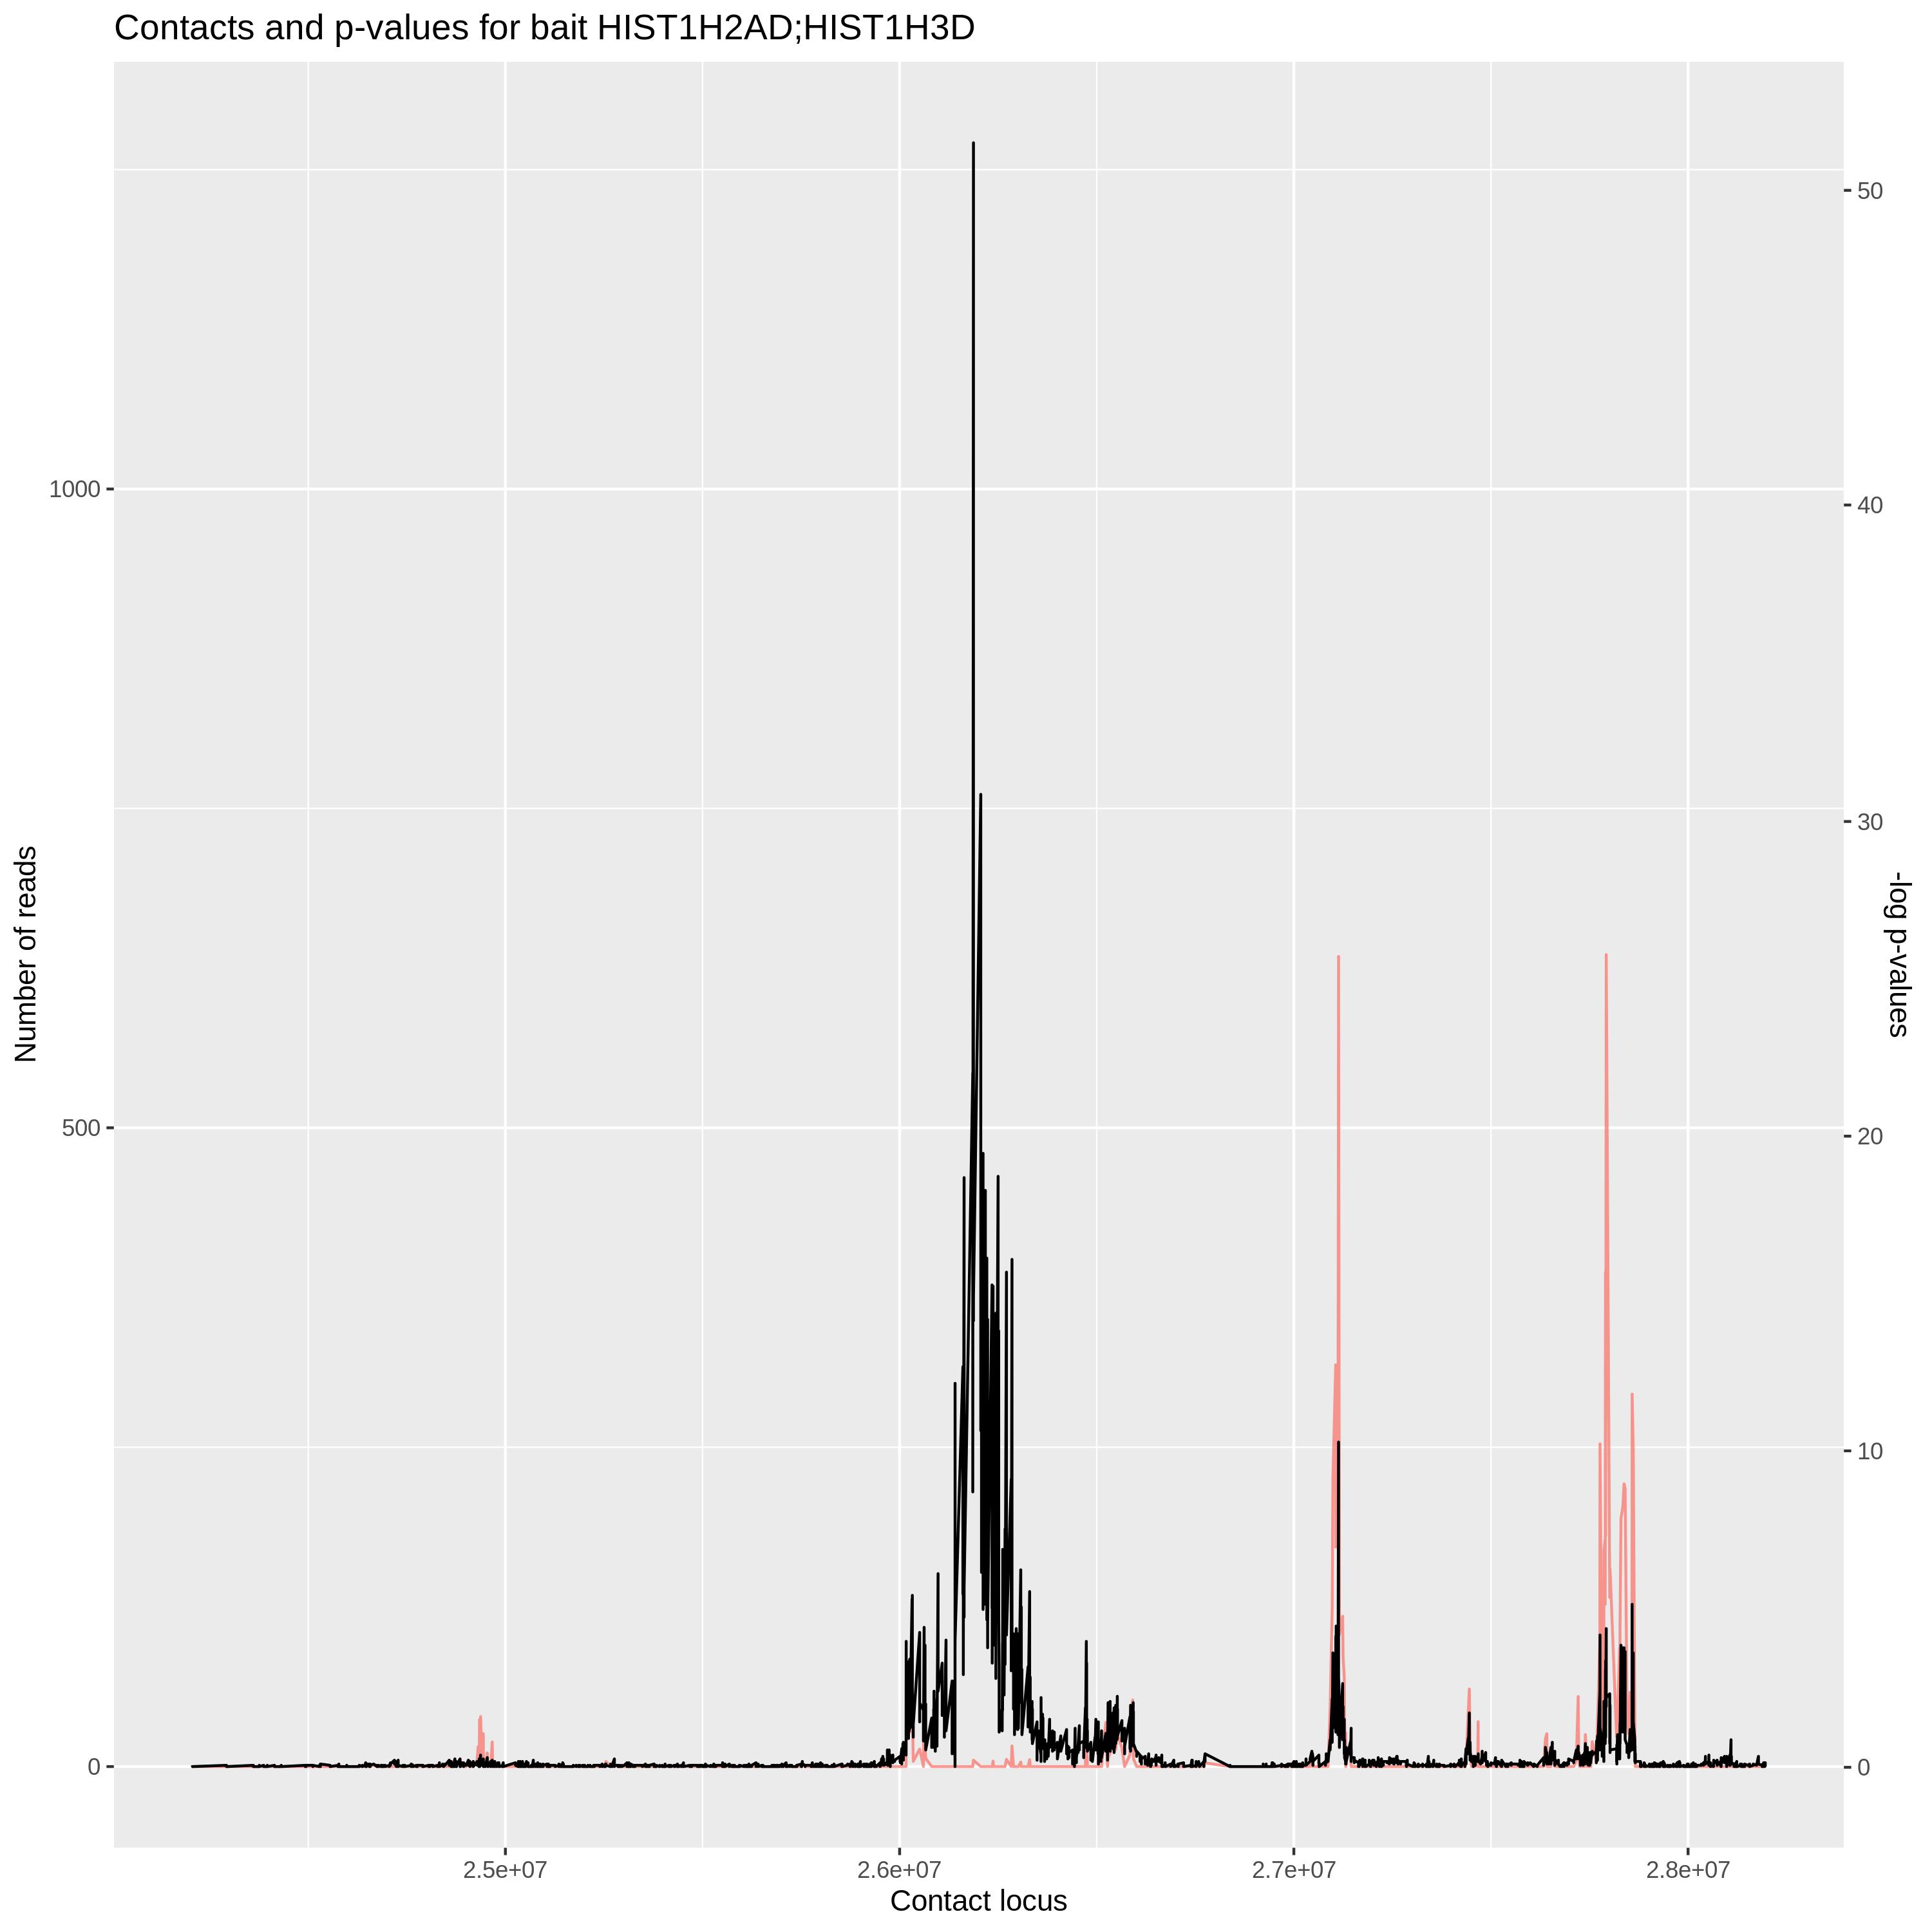 Contacts and p-values for bait HIST1H2AD;HIST1H3D
Number of reads
1000
500
0
50
40
30
20
10
0
-log p-values
2.5e+07
2.6e+07
2.7e+07
2.8e+07
Contact locus